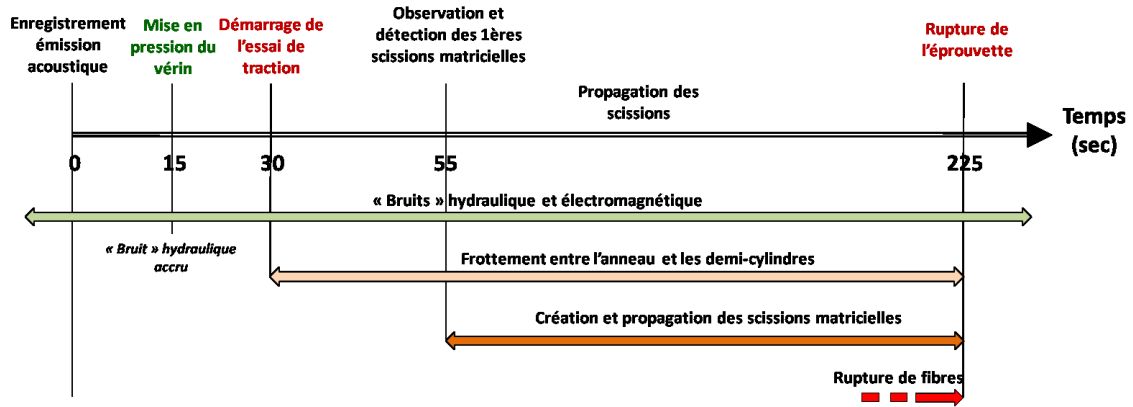 Enregistrement
émission
acoustique
Mise en
pression du
vérin
Démarrage de
l'essai de
traction
Observation et
détection des 1ères
scissions matricielles
Rupture de
l'éprouvette
Propagation des
scissions
Temps
(sec)
0
15
30
55
225
« Bruits » hydraulique et électromagnétique
« Bruit » hydraulique
accru
Frottement entre l'anneau et les demi-cylindres
Création et propagation des scissions matricielles
Rupture de fibres